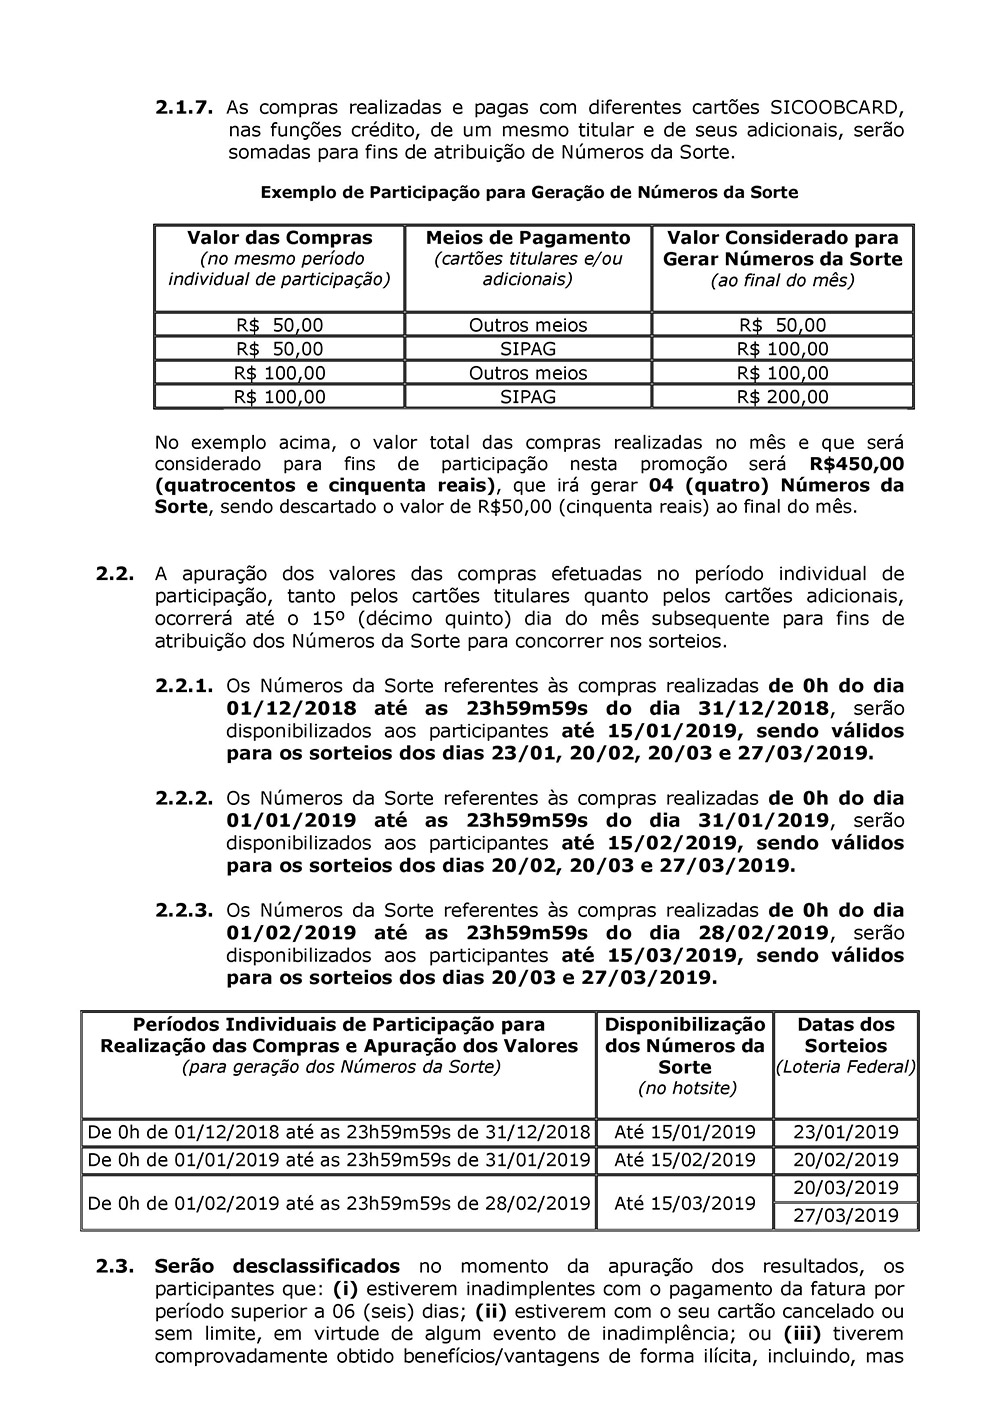 2.1.7. As compras realizadas e pagas com diferentes cartões SICOOBCARD,
nas funções crédito, de um mesmo titular e de seus adicionais, serão
somadas para fins de atribuição de Números da Sorte.
Exemplo de Participação para Geração de Números da Sorte
Valor das Compras
(no mesmo período
individual de participação)
Meios de Pagamento
(cartões titulares e/ou
adicionais)
Valor Considerado para
Gerar Números da Sorte
(ao final do mês)
R$ 50,00 Outros meios R$ 50,00
R$ 50,00 SIPAG R$ 100,00
R$ 100,00 Outros meios R$ 100,00
R$ 100,00 SIPAG R$ 200,00
No exemplo acima, o valor total das compras realizadas no mês e que será
considerado para fins de participação nesta promoção será R$450,00
(quatrocentos e cinquenta reais), que irá gerar 04 (quatro) Números da
Sorte, sendo descartado o valor de R$50,00 (cinquenta reais) ao final do mês.
2.2. A apuração dos valores das compras efetuadas no período individual de
participação, tanto pelos cartões titulares quanto pelos cartões adicionais,
ocorrerá até o 15º (décimo quinto) dia do mês subsequente para fins de
atribuição dos Números da Sorte para concorrer nos sorteios.
2.2.1. Os Números da Sorte referentes às compras realizadas de 0h do dia
01/12/2018 até as 23h59m59s do dia 31/12/2018, serão
disponibilizados aos participantes até 15/01/2019, sendo válidos
para os sorteios dos dias 23/01, 20/02, 20/03 e 27/03/2019.
2.2.2. Os Números da Sorte referentes às compras realizadas de 0h do dia
01/01/2019 até as 23h59m59s do dia 31/01/2019, serão
disponibilizados aos participantes até 15/02/2019, sendo válidos
para os sorteios dos dias 20/02, 20/03 e 27/03/2019.
2.2.3. Os Números da Sorte referentes às compras realizadas de 0h do dia
01/02/2019 até as 23h59m59s do dia 28/02/2019, serão
disponibilizados aos participantes até 15/03/2019, sendo válidos
para os sorteios dos dias 20/03 e 27/03/2019.
Períodos Individuais de Participação para
Realização das Compras e Apuração dos Valores
(para geração dos Números da Sorte)
Disponibilização
dos Números da
Sorte
(no hotsite)
Datas dos
Sorteios
(Loteria Federal)
De 0h de 01/12/2018 até as 23h59m59s de 31/12/2018 Até 15/01/2019 23/01/2019
De 0h de 01/01/2019 até as 23h59m59s de 31/01/2019 Até 15/02/2019 20/02/2019
De 0h de 01/02/2019 até as 23h59m59s de 28/02/2019 Até 15/03/2019 20/03/2019
27/03/2019
2.3. Serão desclassificados no momento da apuração dos resultados, os
participantes que: (i) estiverem inadimplentes com o pagamento da fatura por
período superior a 06 (seis) dias; (ii) estiverem com o seu cartão cancelado ou
sem limite, em virtude de algum evento de inadimplência; ou (iii) tiverem
comprovadamente obtido benefícios/vantagens de forma ilícita, incluindo, mas